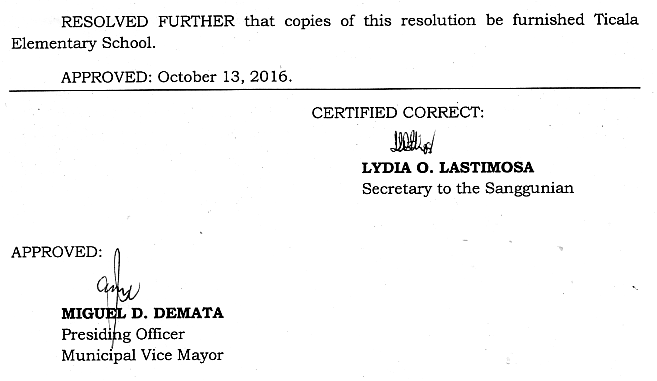 RESOLVED FURTHER that copies of this resolution be furnished Ticala
Elementary School.
APPROVED: October 13, 2016.
CERTIFIED CORRECT:
LYDIA O. LASTIMOSA
Secretary to the Sanggunian
APPROVED:
MIGUEL D. DEMATA
Presiding Officer
Municipal Vice Mayor